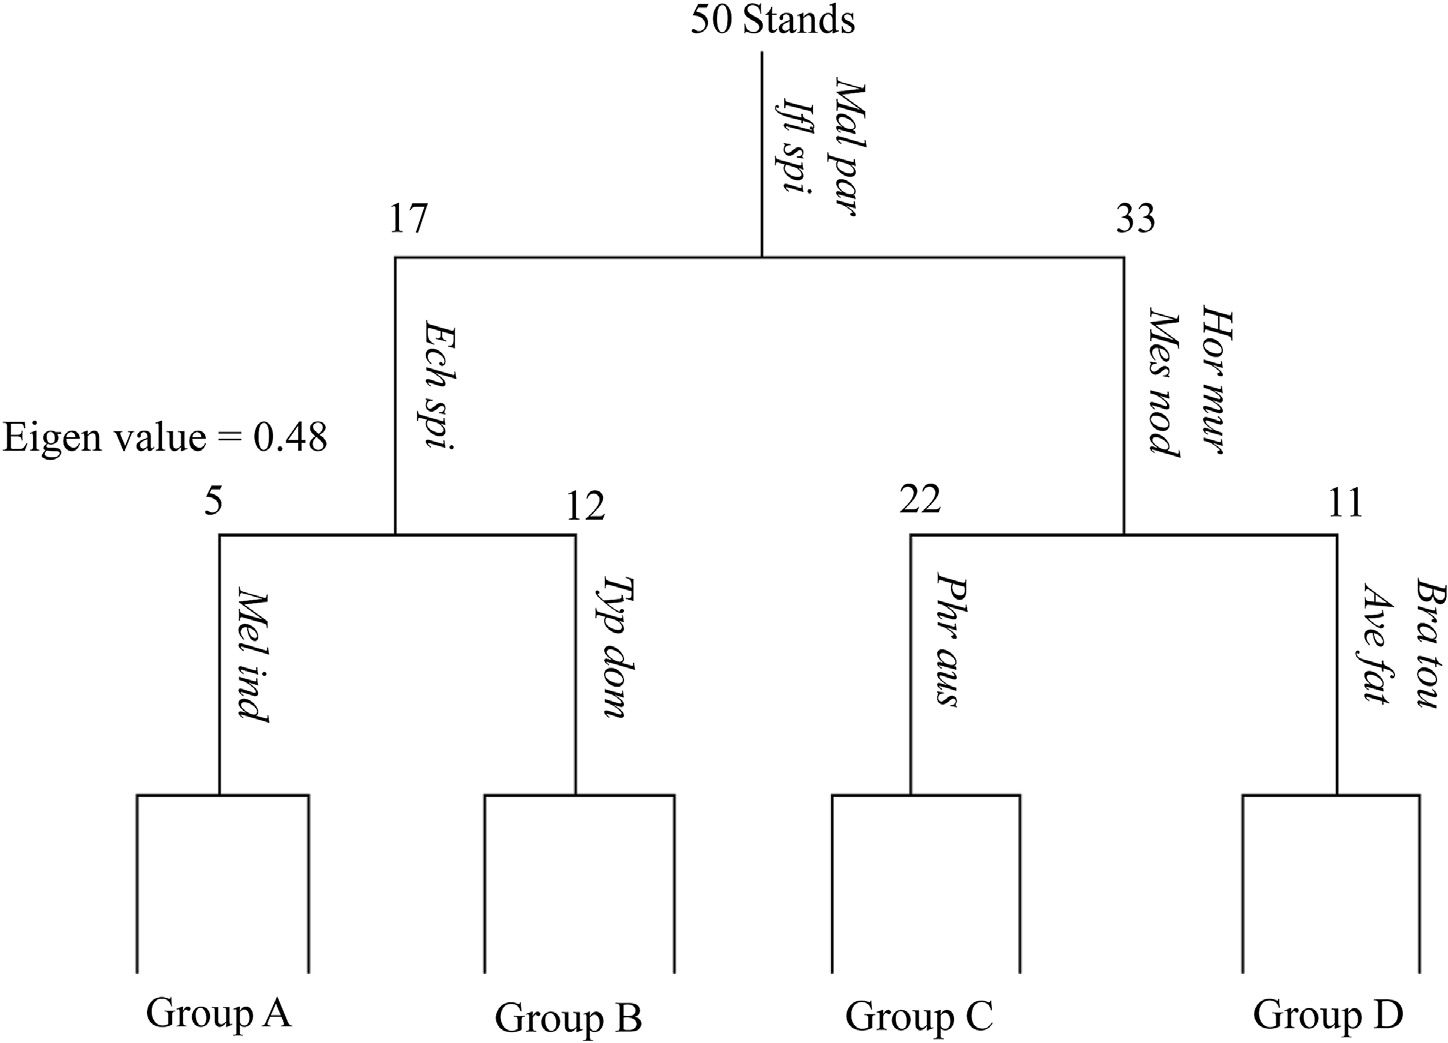 50 Stands
Mal par
Ifl spi
17
33
Ech spi
Hor mur
Mes nod
Eigen value = 0.48
5
12
22
11
Mel ind
Typ dom
Phr aus
Bra tou
Ave fat
Group A
Group B
Group C
Group D